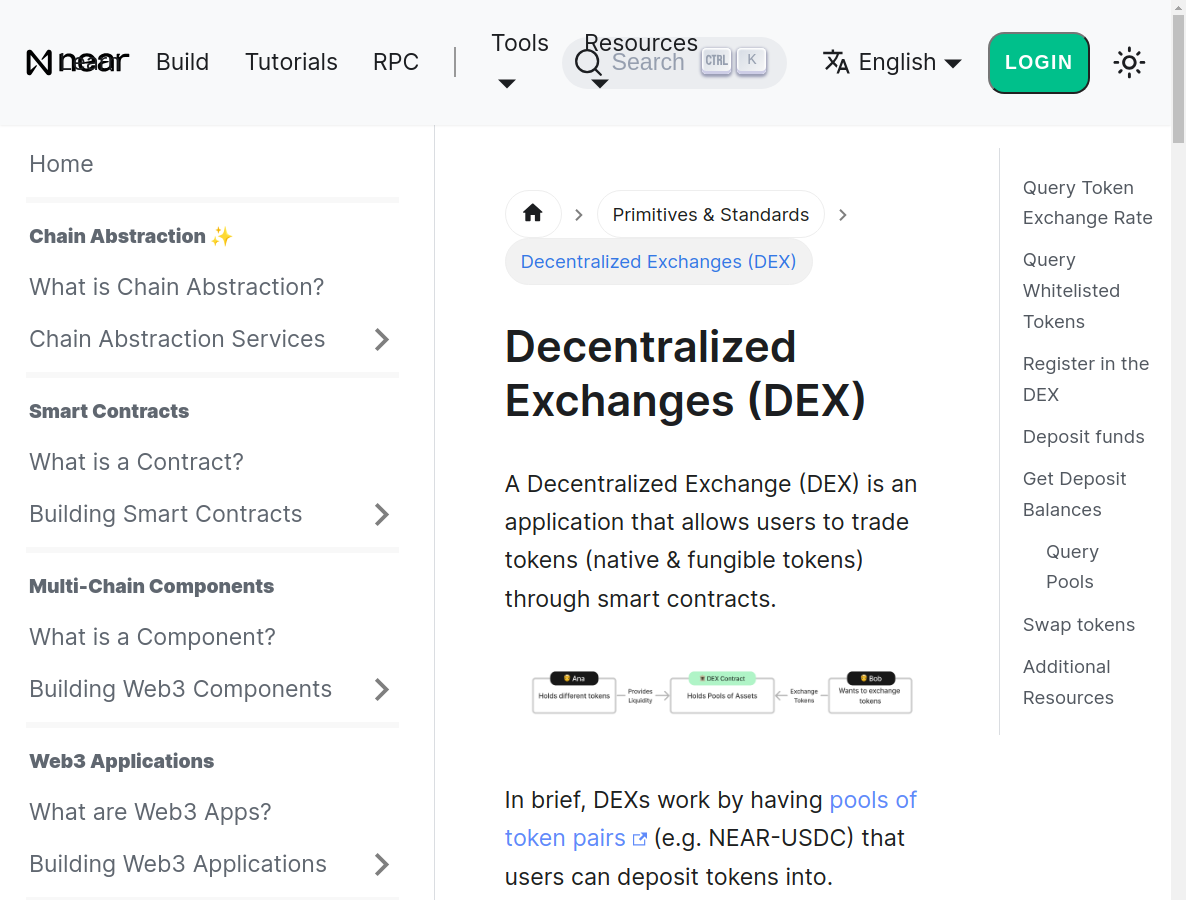 near
Learn
Build
Tutorials
RPC
Tools
Resources
Search
CTRL
K
English
LOGIN
Home
Chain Abstraction ✨
What is Chain Abstraction?
Chain Abstraction Services
Smart Contracts
What is a Contract?
Building Smart Contracts
Multi-Chain Components
What is a Component?
Building Web3 Components
Web3 Applications
What are Web3 Apps?
Building Web3 Applications
Primitives & Standards
Decentralized Exchanges (DEX)
Decentralized
Exchanges (DEX)
A Decentralized Exchange (DEX) is an
application that allows users to trade
tokens (native & fungible tokens)
through smart contracts.
Ana
Holds different tokens
Provides
Liquidity
DEX Contract
Holds Pools of Assets
Exchange
Tokens
Bob
Wants to exchange
tokens
In brief, DEXs work by having pools of
token pairs (e.g. NEAR-USDC) that
users can deposit tokens into.
Query Token
Exchange Rate
Query
Whitelisted
Tokens
Register in the
DEX
Deposit funds
Get Deposit
Balances
Query
Pools
Swap tokens
Additional
Resources